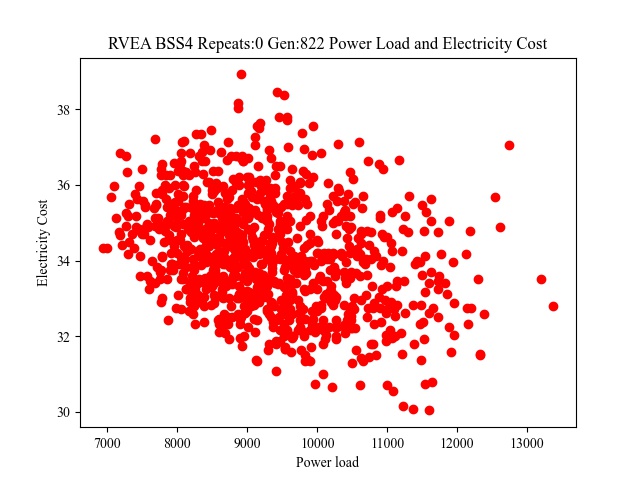 RVEA BSS4 Repeats:0 Gen:822 Power Load and Electricity Cost
38
36
34
32
30
Electricity Cost
7000 8000 9000 10000 11000 12000 13000
Power load